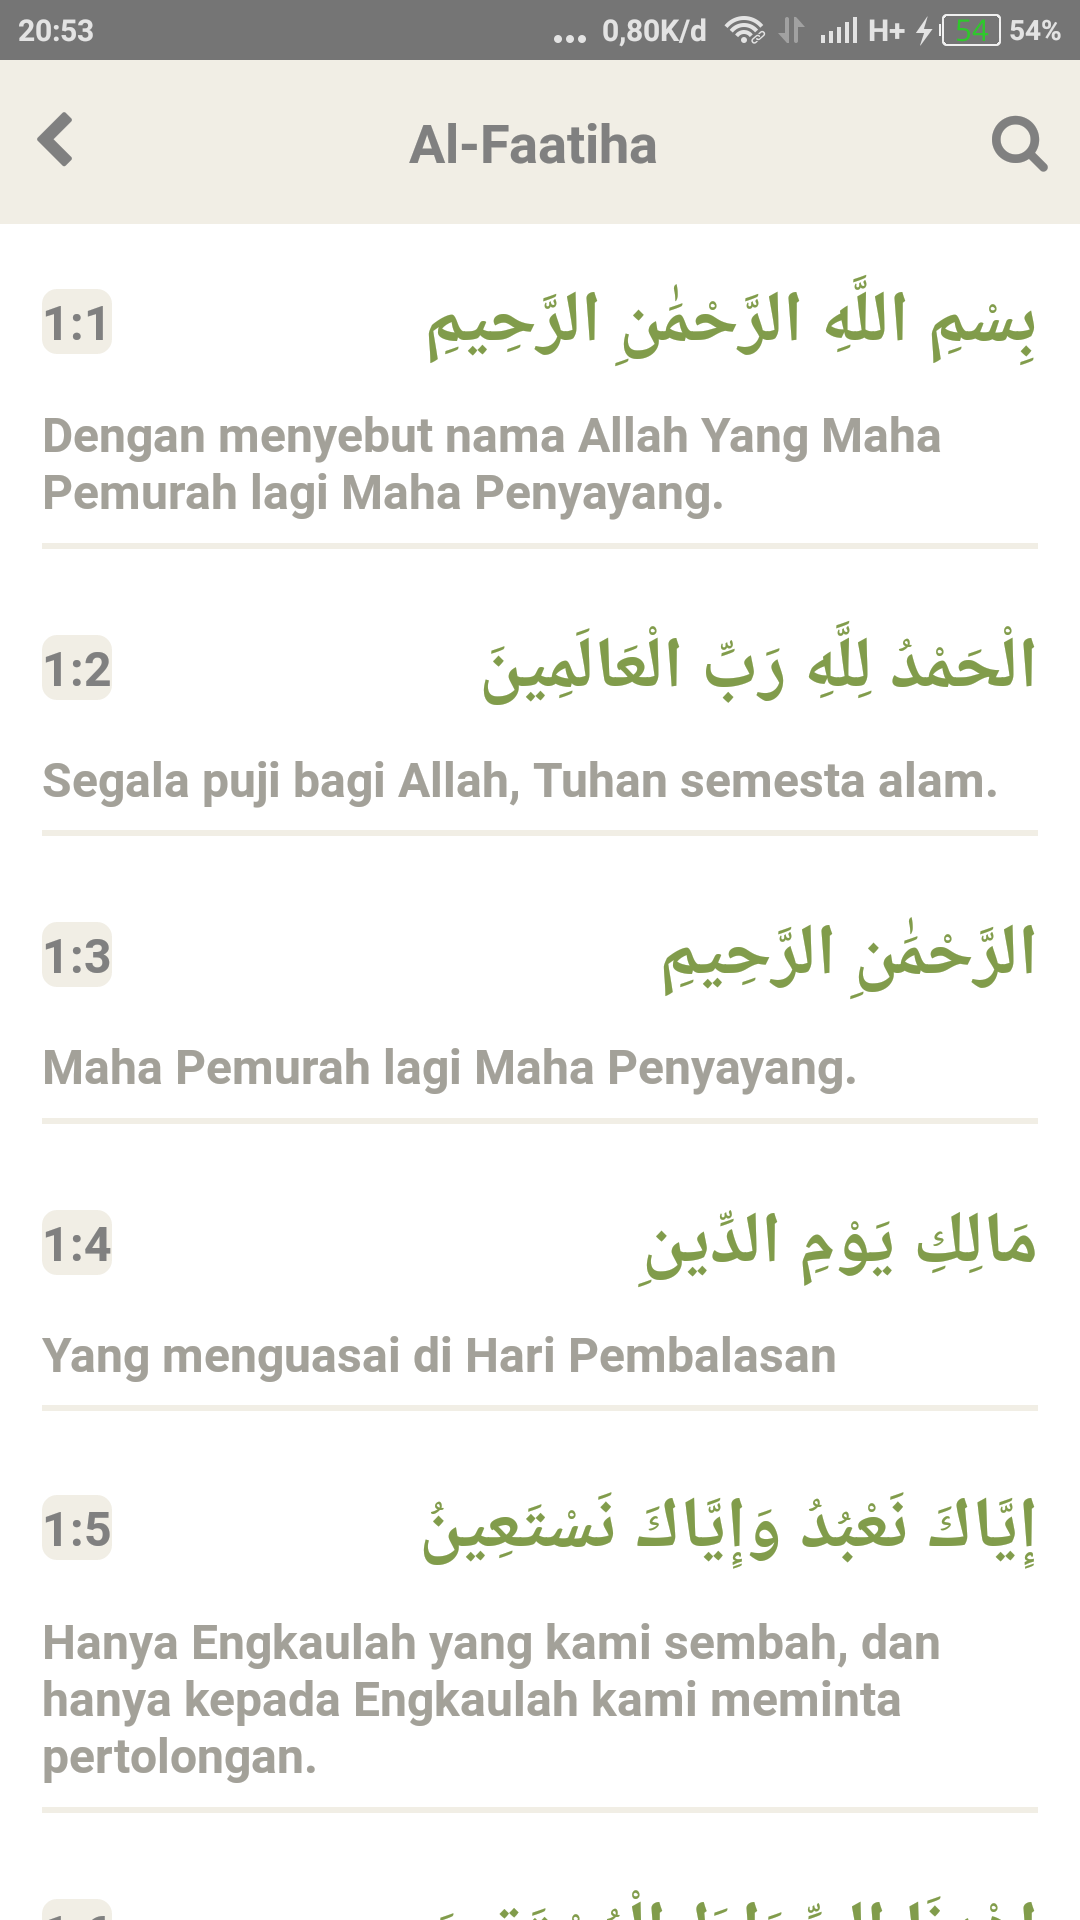 20:53
... 0,80K/d H+ 54 54%
Al-Faatiha
1:1
بِسْمِ اللَّهِ الرَّحْمَٰنِ الرَّحِيمِ
Dengan menyebut nama Allah Yang Maha
Pemurah lagi Maha Penyayang.
1:2
الْحَمْدُ لِلَّهِ رَبِّ الْعَالَمِينَ
Segala puji bagi Allah, Tuhan semesta alam.
1:3
الرَّحْمَٰنِ الرَّحِيمِ
Maha Pemurah lagi Maha Penyayang.
1:4
مَالِكِ يَوْمِ الدِّينِ
Yang menguasai di Hari Pembalasan
1:5
إِيَّاكَ نَعْبُدُ وَإِيَّاكَ نَسْتَعِينُ
Hanya Engkaulah yang kami sembah, dan
hanya kepada Engkaulah kami meminta
pertolongan.